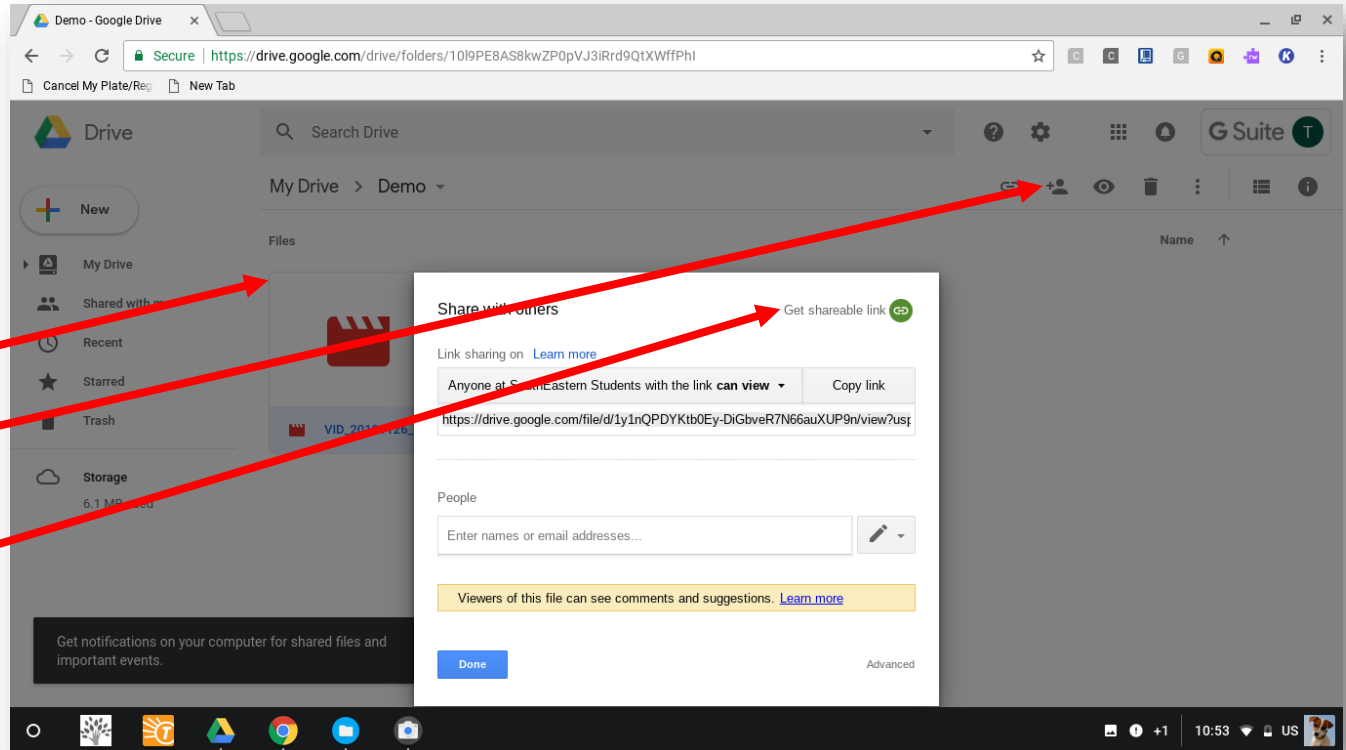 Demo - Google Drive
Secure | https://drive.google.com/drive/folders/10l9PE8AS8kwZP0pVJ3iRrd9QtXWffPhI
C C G
Cancel My Plate/Reg New Tab
Drive Search Drive G Suite T
My Drive > Demo
New
Files Name
My Drive
Shared with
Recent
Starred
Trash
Storage
6.1 MB
Share with others Get shareable link
Link sharing on Learn more
Anyone at SouthEastern Students with the link can view Copy link
https://drive.google.com/file/d/1y1nQPDYKtb0Ey-DiGbveR7N66auXUP9n/view?usp
People
Enter names or email addresses...
Viewers of this file can see comments and suggestions. Learn more
Done Advanced
Get notifications on your computer for shared files and
important events.
+1 10:53 US